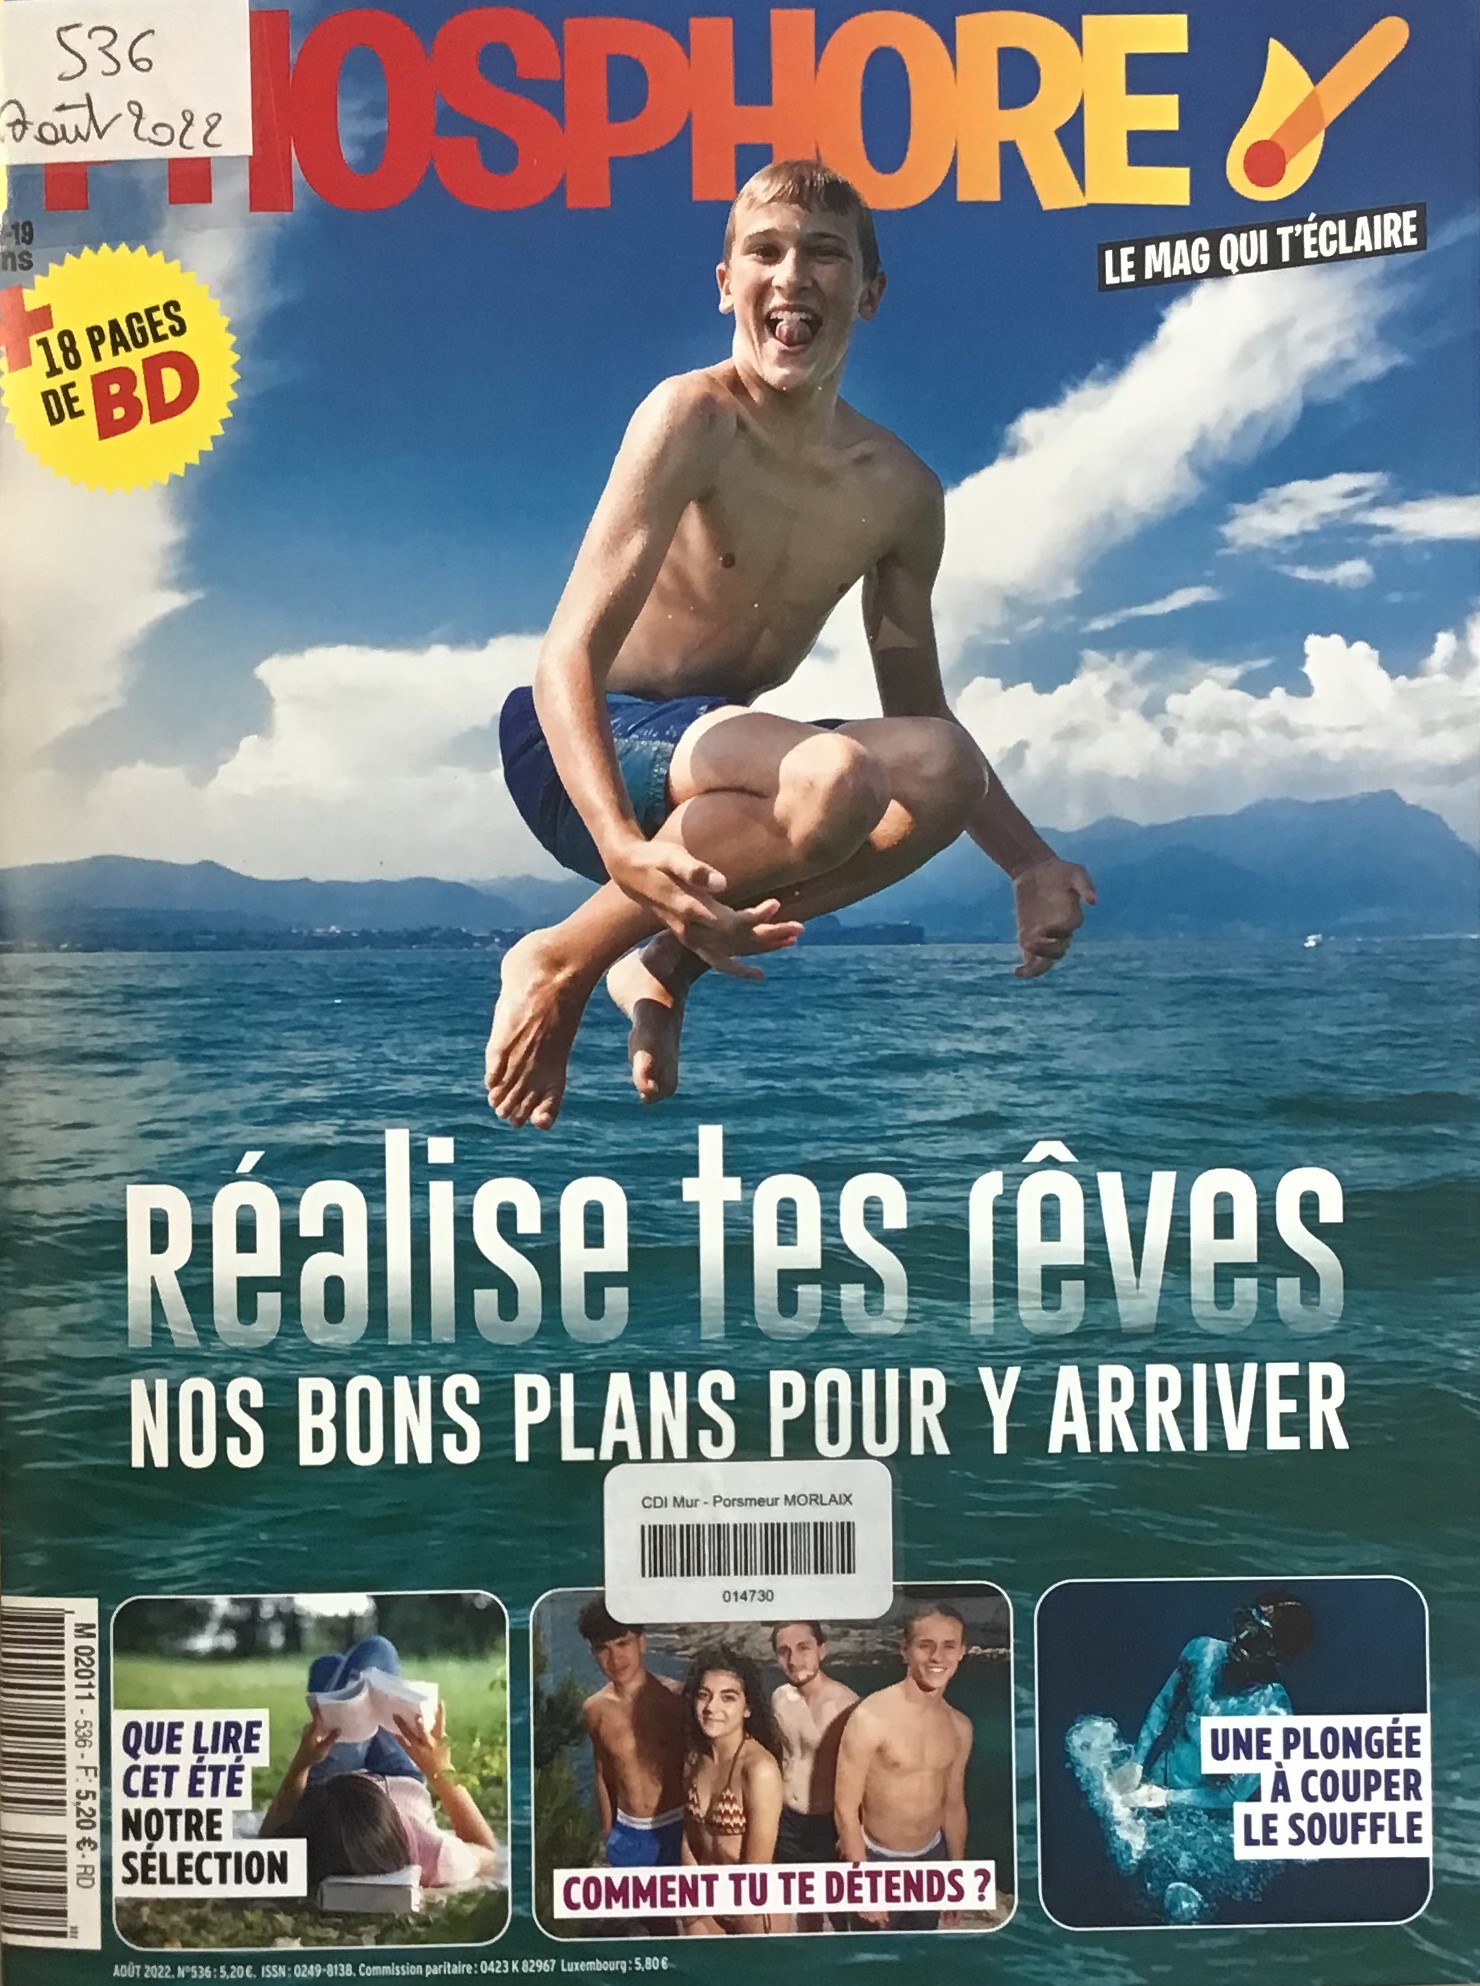 536
Août 2022
PHOSPHORE
LE MAG QUI T'ÉCLAIRE
-19
ns
+
18 PAGES
DE BD
Réalise tes rêves
NOS BONS PLANS POUR Y ARRIVER
CDI Mur - Porsmeur MORLAIX
014730
M 02011 - 536 - F: 5,20 € - RD
QUE LIRE
CET ÉTÉ
NOTRE
SÉLECTION
COMMENT TU TE DÉTENDS ?
UNE PLONGÉE
À COUPER
LE SOUFFLE
AOÛT 2022. N°536 : 5,20 €. ISSN : 0249-8138. Commission paritaire : 0423 K 82967 Luxembourg : 5,80 €